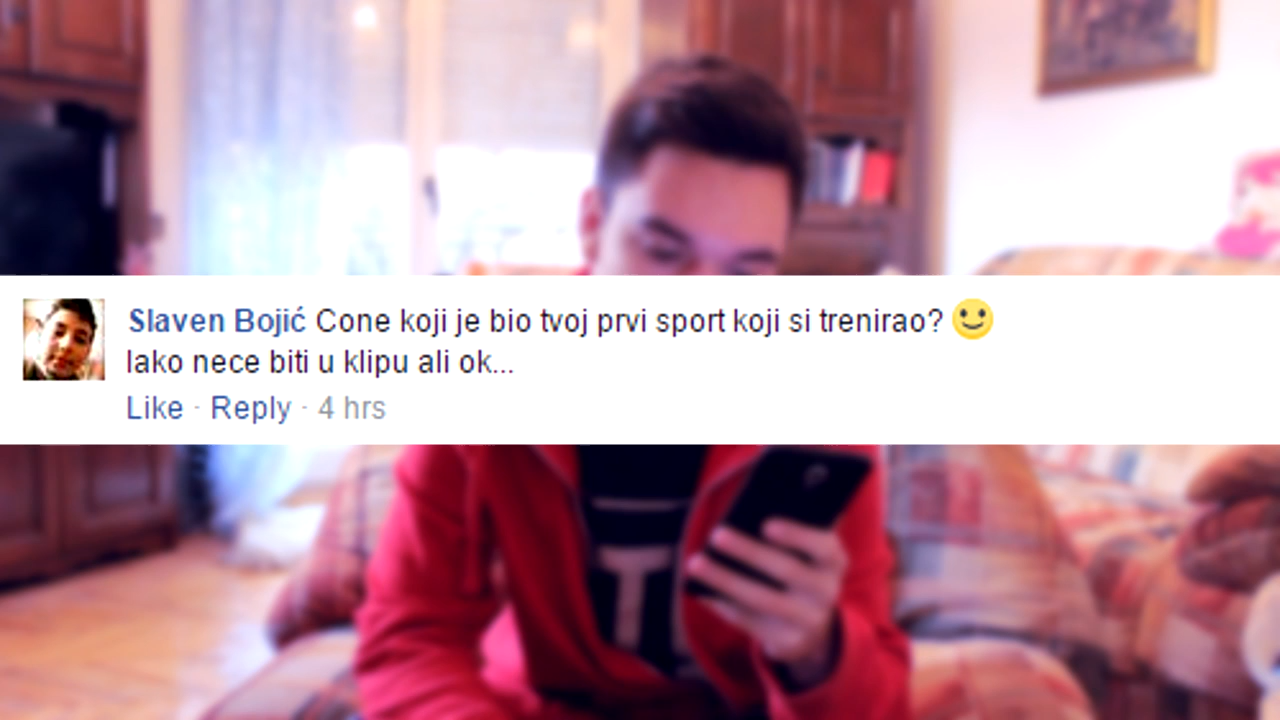 Slaven Bojić Cone koji je bio tvoj prvi sport koji si trenirao? 🙂
Iako nece biti u klipu ali ok...
Like · Reply · 4 hrs
T